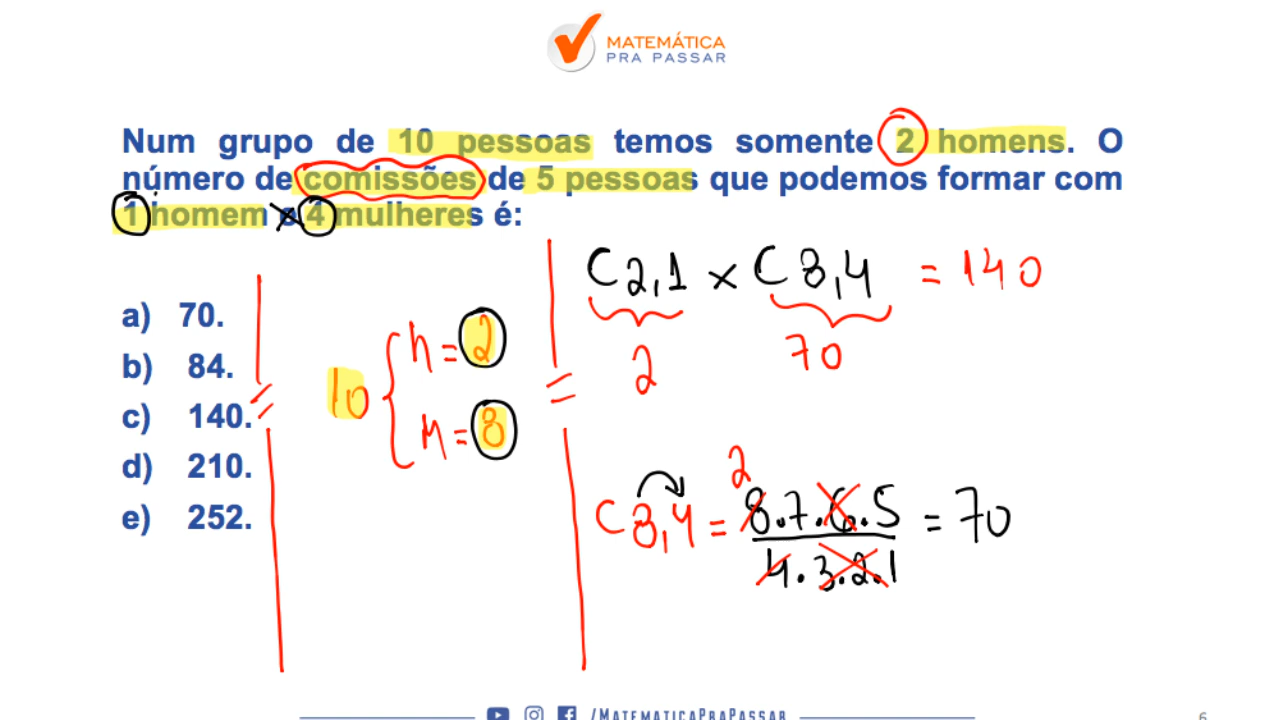 MATEMÁTICA
PRA PASSAR
Num grupo de 10 pessoas temos somente 2 homens. O
número de comissões de 5 pessoas que podemos formar com
1 homem e 4 mulheres é:
a) 70.
b) 84.
c) 140.
d) 210.
e) 252.
10
h = 2
M = 8
C2,1 × C8,4 = 140
2 70
2
C8,4 = 8.7.6.5 = 70
4.3.2.1
/MATEMATICAPRAPASSAR
6